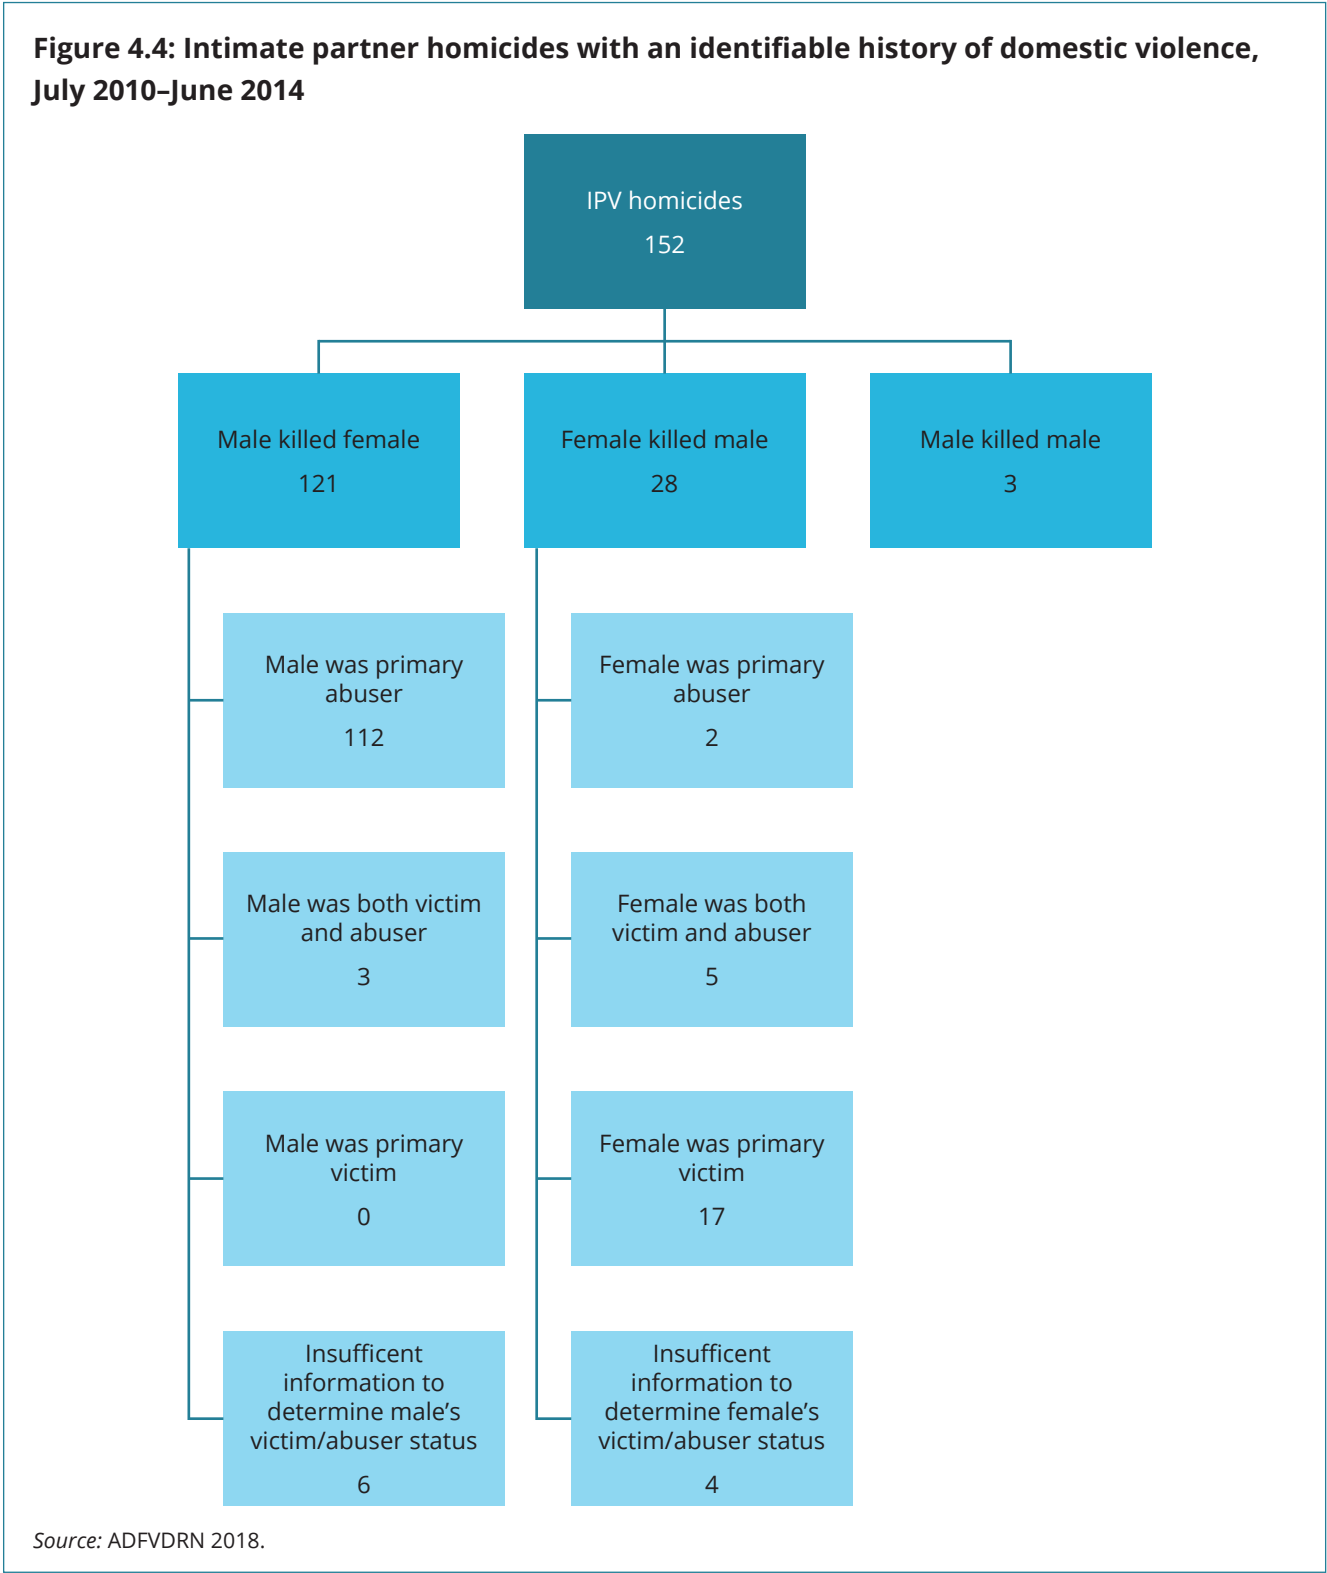 Figure 4.4: Intimate partner homicides with an identifiable history of domestic violence,
July 2010–June 2014
IPV homicides
152
Male killed female
121
Female killed male
28
Male killed male
3
Male was primary
abuser
112
Female was primary
abuser
2
Male was both victim
and abuser
3
Female was both
victim and abuser
5
Male was primary
victim
0
Female was primary
victim
17
Insufficent
information to
determine male’s
victim/abuser status
6
Insufficent
information to
determine female’s
victim/abuser status
4
Source: ADFVDRN 2018.